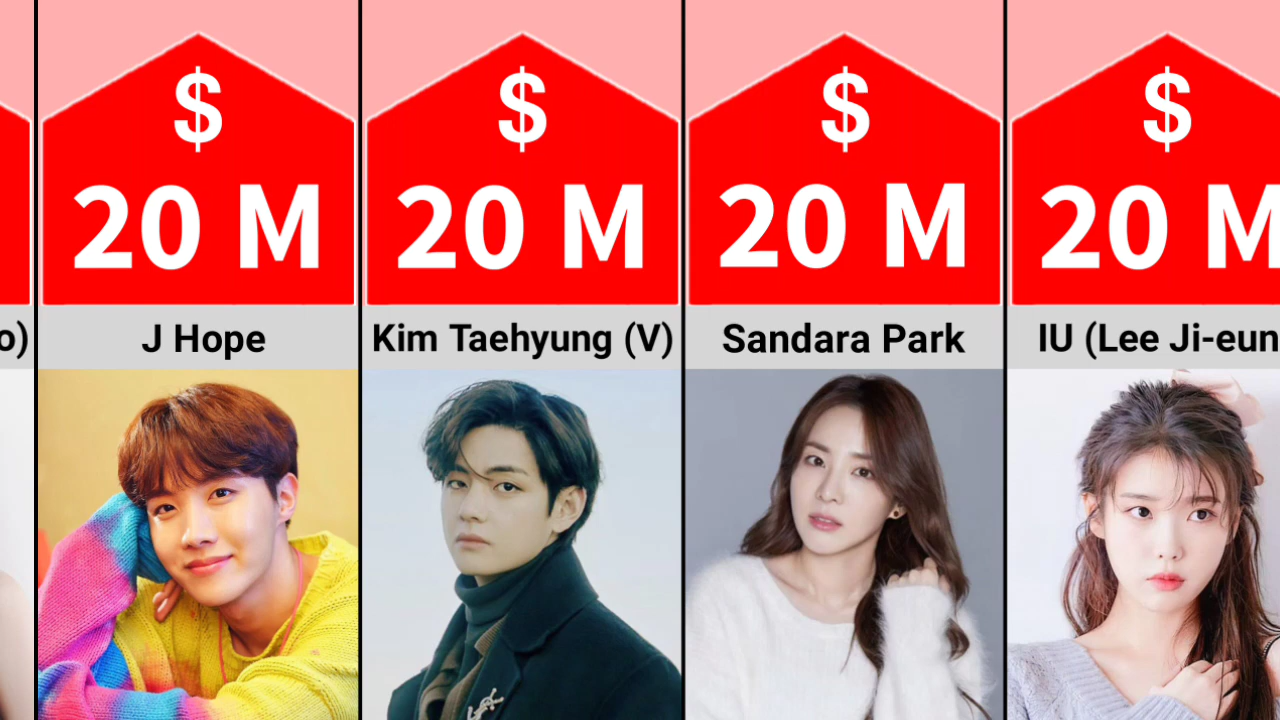 $
20 M
$
20 M
$
20 M
$
20 M
o)
J Hope
Kim Taehyung (V)
Sandara Park
IU (Lee Ji-eun